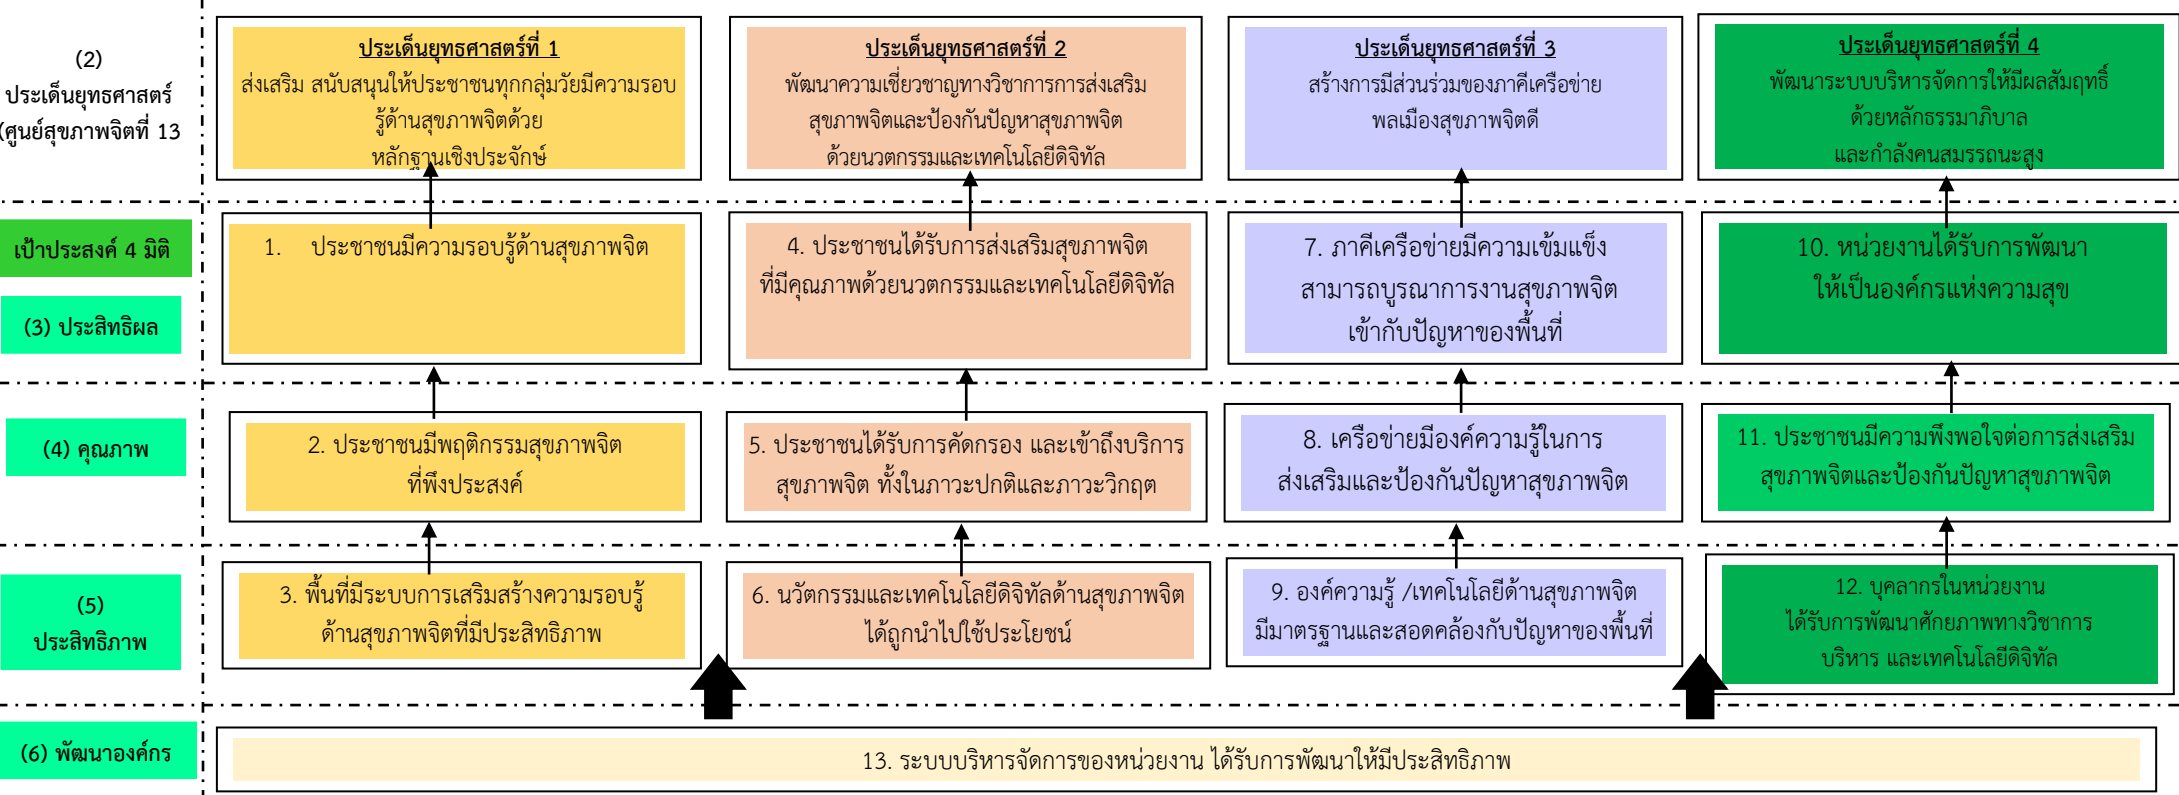 (2)
ประเด็นยุทธศาสตร์
(ศูนย์สุขภาพจิตที่ 13
ประเด็นยุทธศาสตร์ที่ 1
ส่งเสริม สนับสนุนให้ประชาชนทุกกลุ่มวัยมีความรอบ
รู้ด้านสุขภาพจิตด้วย
หลักฐานเชิงประจักษ์
ประเด็นยุทธศาสตร์ที่ 2
พัฒนาความเชี่ยวชาญทางวิชาการการส่งเสริม
สุขภาพจิตและป้องกันปัญหาสุขภาพจิต
ด้วยนวตกรรมและเทคโนโลยีดิจิทัล
ประเด็นยุทธศาสตร์ที่ 3
สร้างการมีส่วนร่วมของภาคีเครือข่าย
พลเมืองสุขภาพจิตดี
ประเด็นยุทธศาสตร์ที่ 4
พัฒนาระบบบริหารจัดการให้มีผลสัมฤทธิ์
ด้วยหลักธรรมาภิบาล
และกำลังคนสมรรถนะสูง
เป้าประสงค์ 4 มิติ
(3) ประสิทธิผล
1. ประชาชนมีความรอบรู้ด้านสุขภาพจิต
4. ประชาชนได้รับการส่งเสริมสุขภาพจิต
ที่มีคุณภาพด้วยนวตกรรมและเทคโนโลยีดิจิทัล
7. ภาคีเครือข่ายมีความเข้มแข็ง
สามารถบูรณาการงานสุขภาพจิต
เข้ากับปัญหาของพื้นที่
10. หน่วยงานได้รับการพัฒนา
ให้เป็นองค์กรแห่งความสุข
(4) คุณภาพ
2. ประชาชนมีพฤติกรรมสุขภาพจิต
ที่พึงประสงค์
5. ประชาชนได้รับการคัดกรอง และเข้าถึงบริการ
สุขภาพจิต ทั้งในภาวะปกติและภาวะวิกฤต
8. เครือข่ายมีองค์ความรู้ในการ
ส่งเสริมและป้องกันปัญหาสุขภาพจิต
11. ประชาชนมีความพึงพอใจต่อการส่งเสริม
สุขภาพจิตและป้องกันปัญหาสุขภาพจิต
(5)
ประสิทธิภาพ
3. พื้นที่มีระบบการเสริมสร้างความรอบรู้
ด้านสุขภาพจิตที่มีประสิทธิภาพ
6. นวัตกรรมและเทคโนโลยีดิจิทัลด้านสุขภาพจิต
ได้ถูกนำไปใช้ประโยชน์
9. องค์ความรู้ /เทคโนโลยีด้านสุขภาพจิต
มีมาตรฐานและสอดคล้องกับปัญหาของพื้นที่
12. บุคลากรในหน่วยงาน
ได้รับการพัฒนาศักยภาพทางวิชาการ
บริหาร และเทคโนโลยีดิจิทัล
(6) พัฒนาองค์กร
13. ระบบบริหารจัดการของหน่วยงาน ได้รับการพัฒนาให้มีประสิทธิภาพ